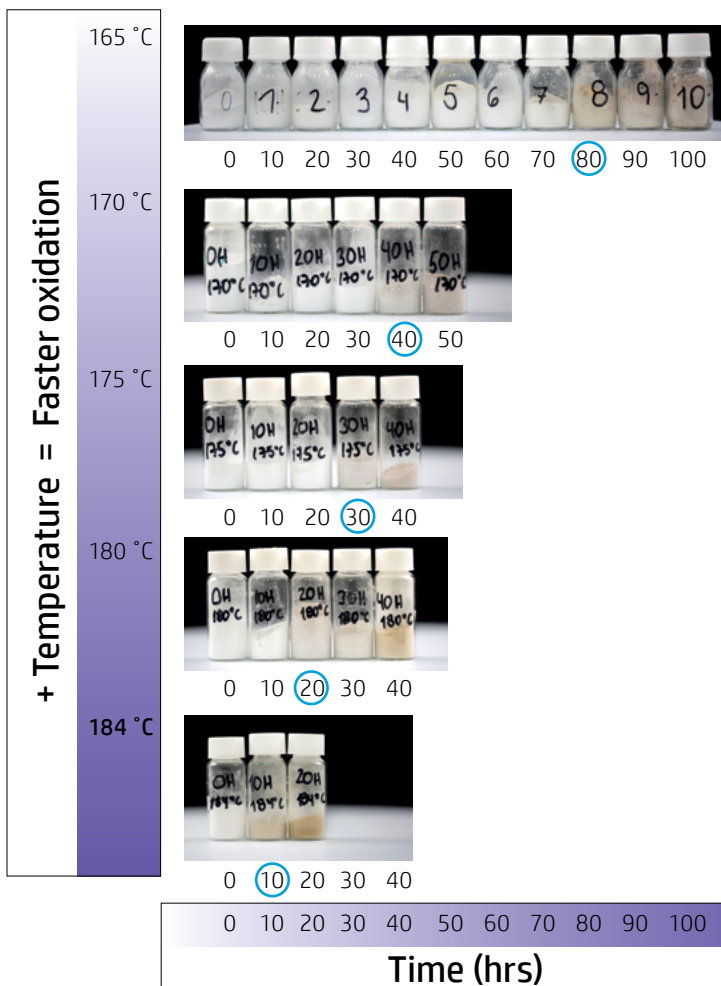 + Temperature = Faster oxidation
165 °C
0 1 2 3 4 5 6 7 8 9 10
0 10 20 30 40 50 60 70 80 90 100
170 °C
0H 10H 20H 30H 40H 50H
170°C 170°C 170°C 170°C 170°C 170°C
0 10 20 30 40 50
175 °C
0H 10H 20H 30H 40H
175°C 175°C 175°C 175°C 175°C
0 10 20 30 40
180 °C
0H 10H 20H 30H 40H
180°C 180°C 180°C 180°C 180°C
0 10 20 30 40
184 °C
0H 10H 20H
184°C 184°C 184°C
0 10 20 30 40
0 10 20 30 40 50 60 70 80 90 100
Time (hrs)